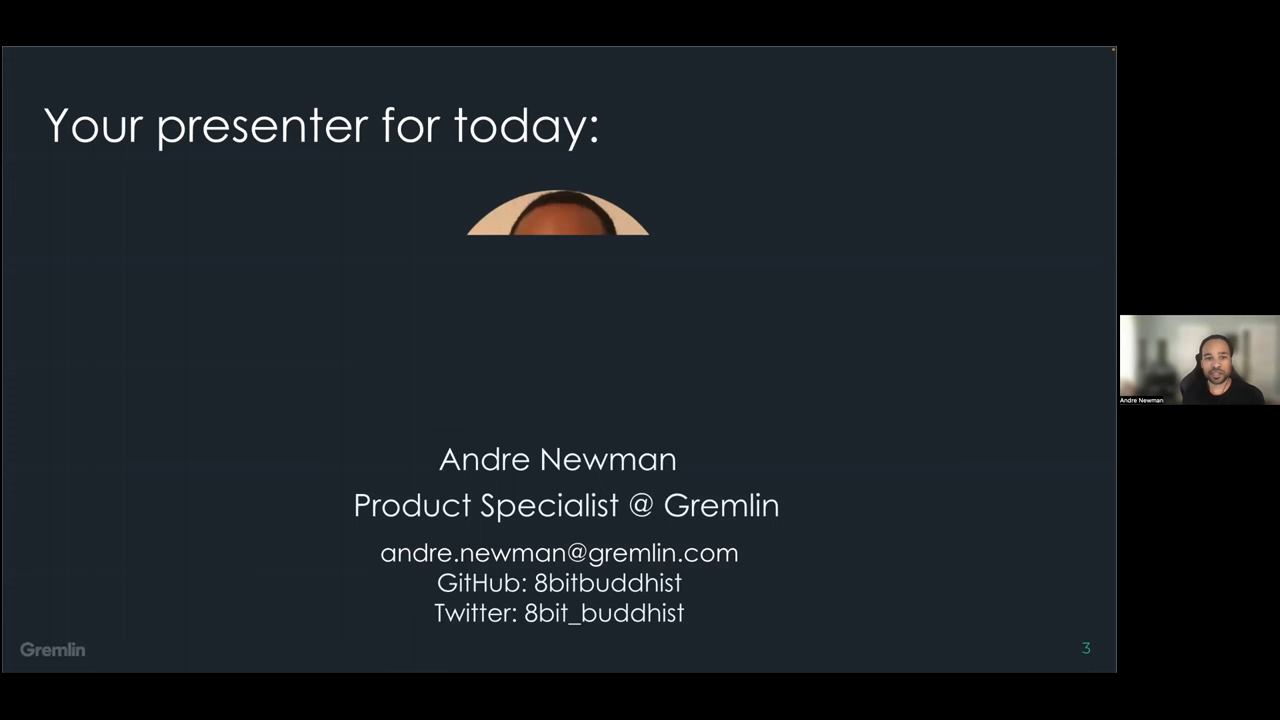 Your presenter for today:
Andre Newman
Andre Newman
Product Specialist @ Gremlin
andre.newman@gremlin.com
GitHub: 8bitbuddhist
Twitter: 8bit_buddhist
Gremlin
3